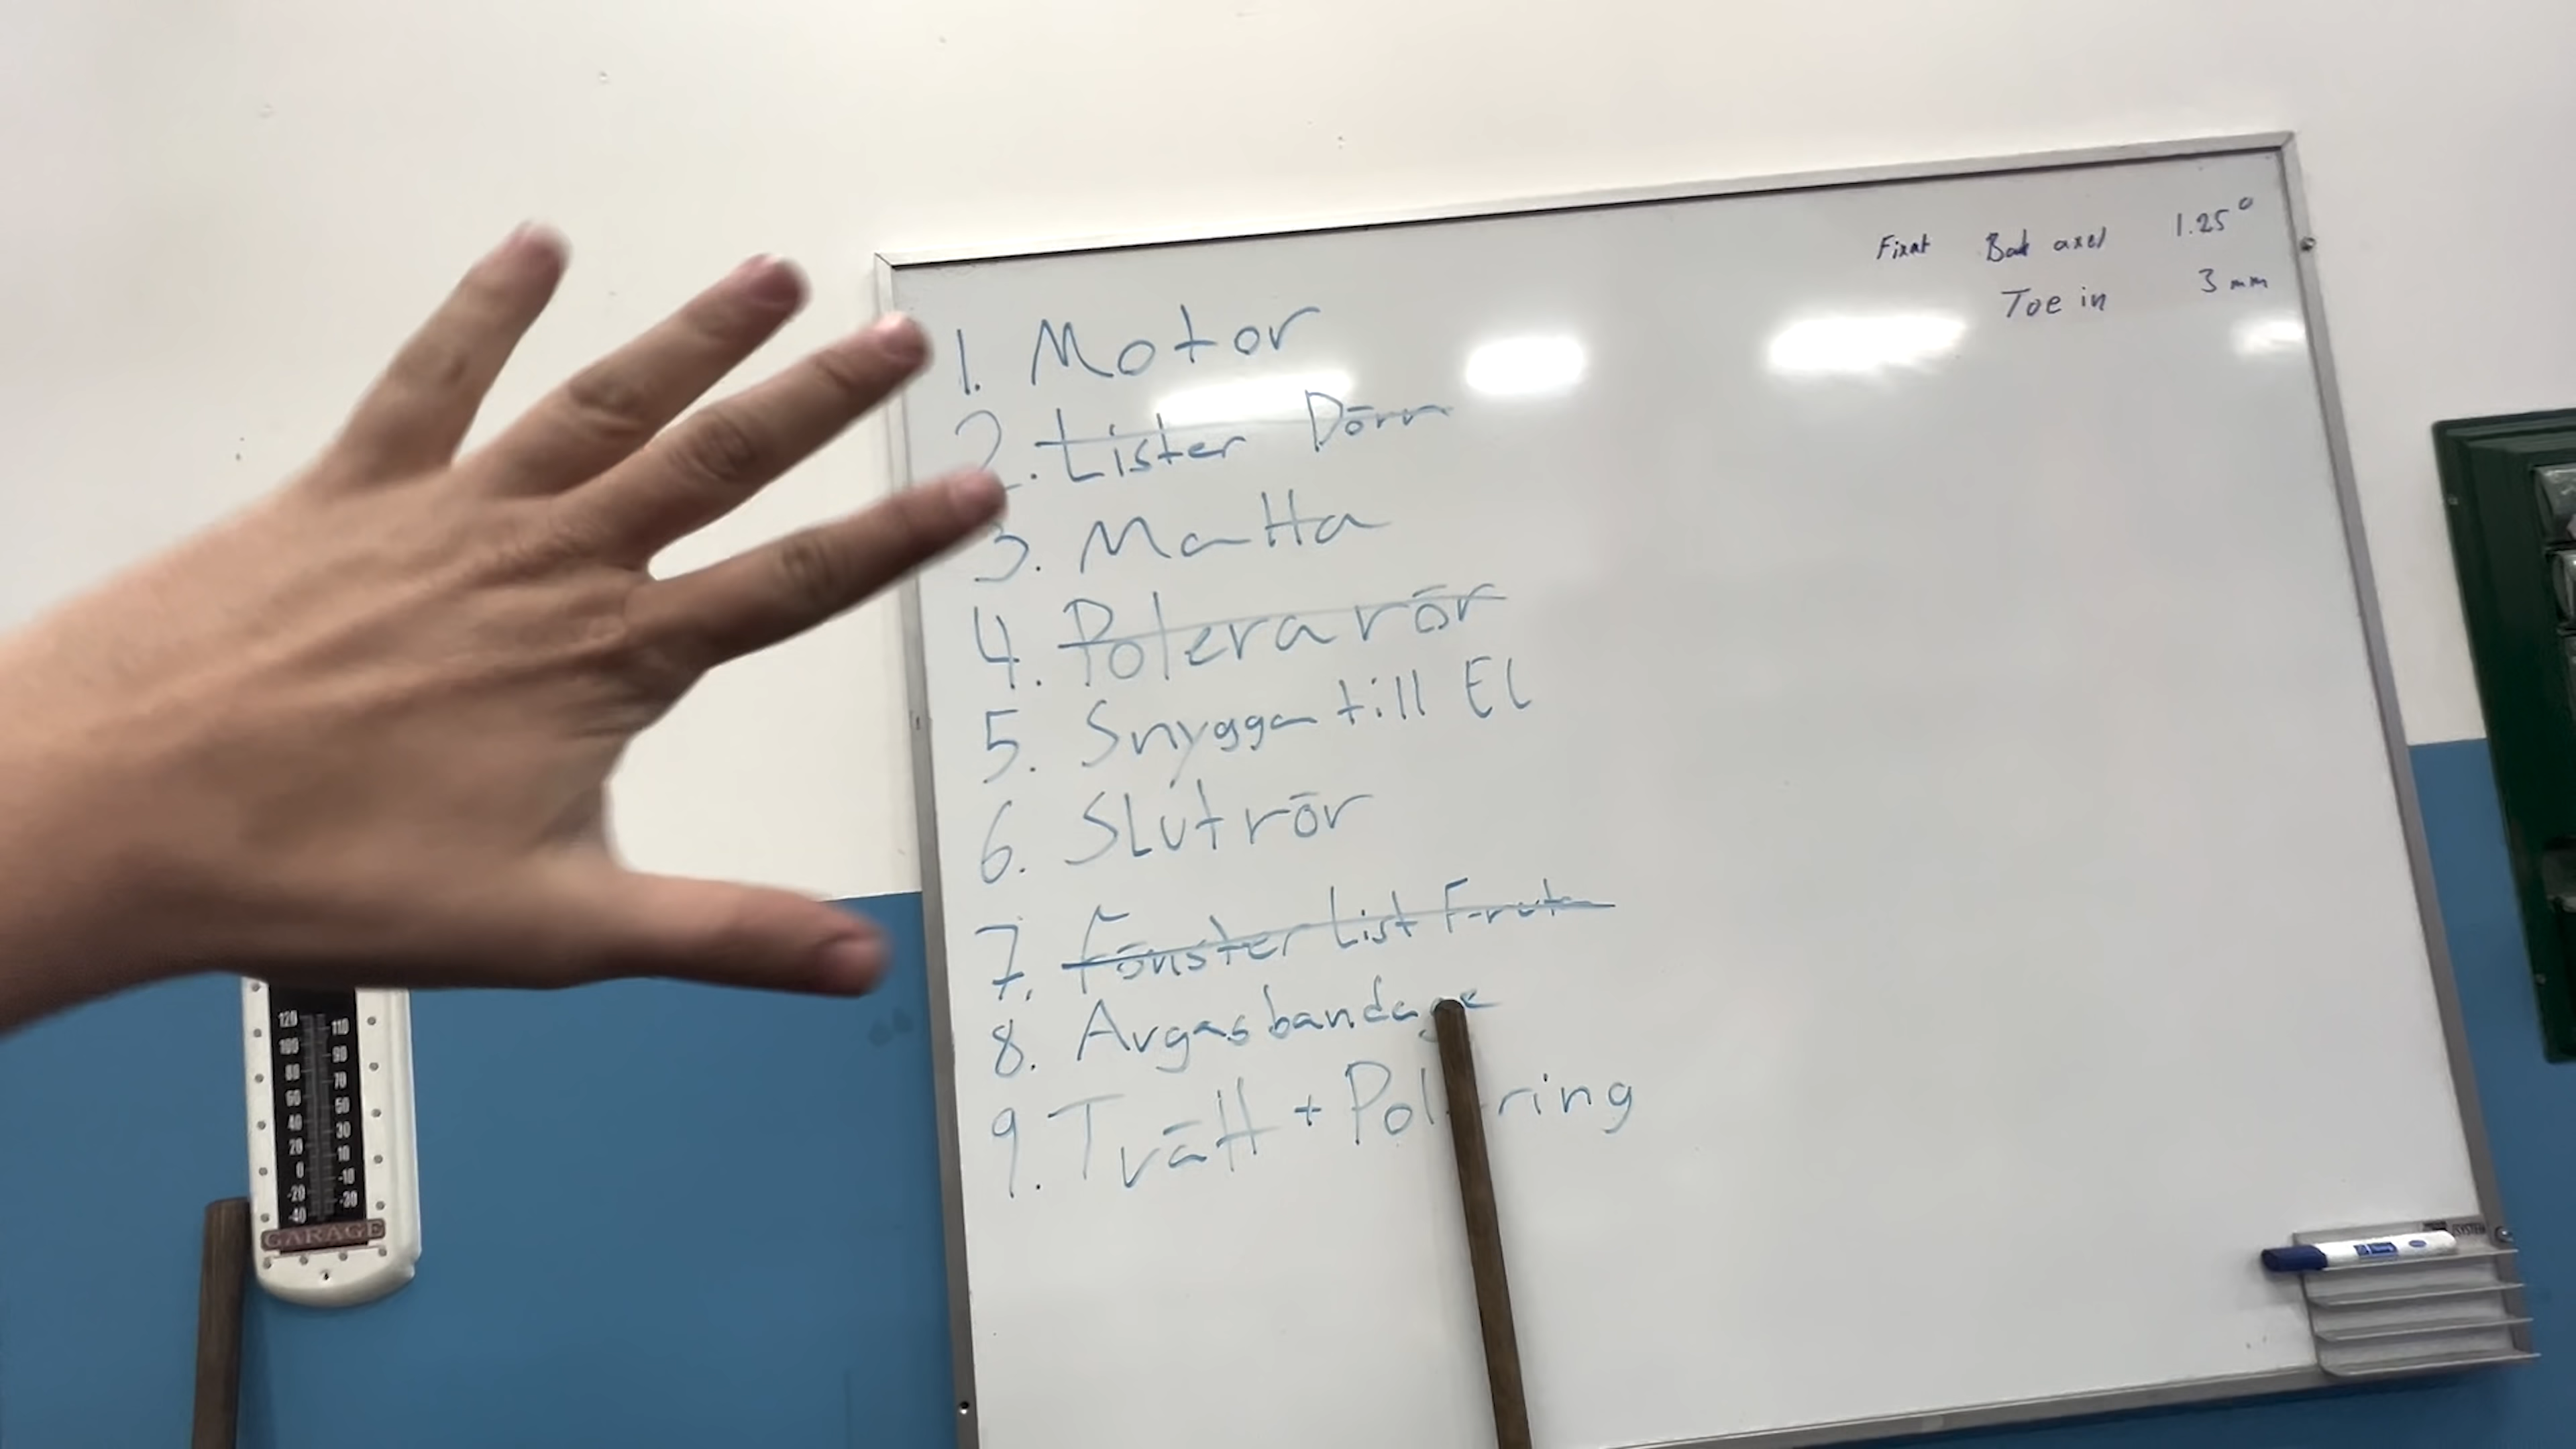 Fixat Bak axel 1.25°
Toe in 3 mm
1. Motor
2. Lister Dörr
3. Matta
4. Polera rör
5. Snygga till El
6. Slutrör
7. Fönster List F-ruta
8. Avgasbandage
9. Tvätt + Polering
120 110
100 90
80 70
60 50
40 30
20 10
0 -10
-20 -30
-40
GARAGE